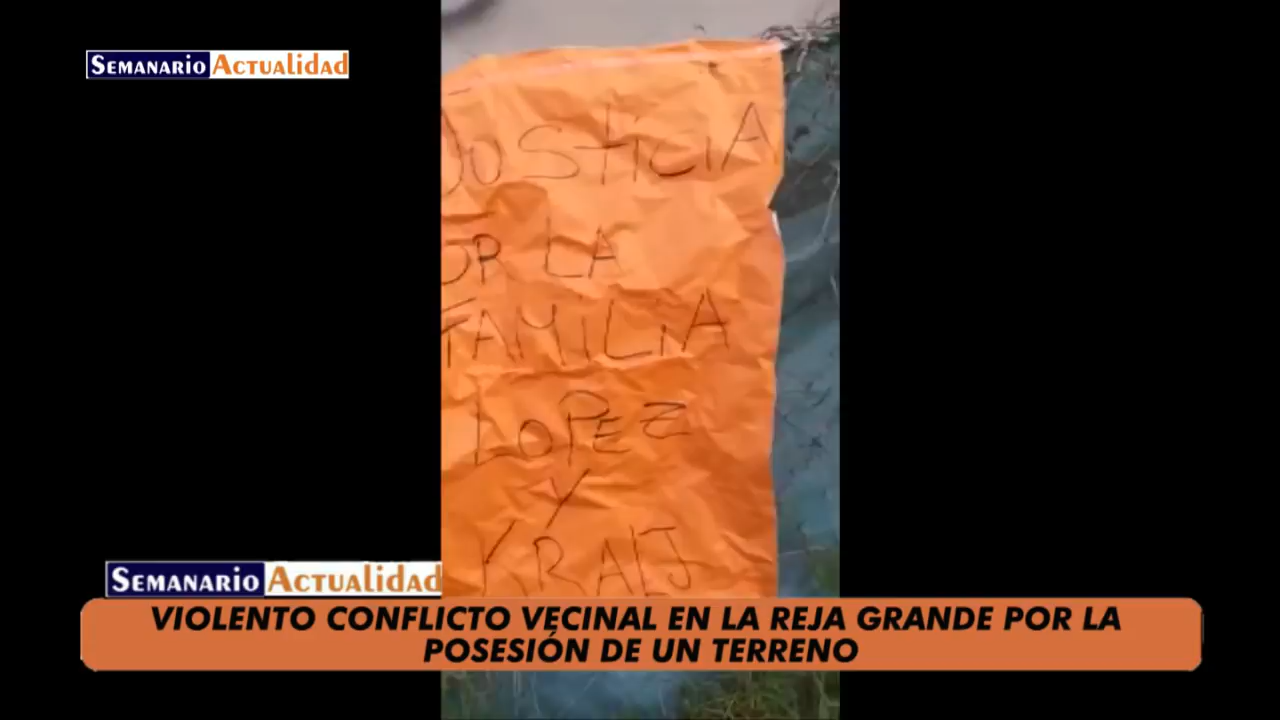 SEMANARIO ACTUALIDAD
JUSTICIA
OR LA
FAMILIA
LOPEZ
Y
KRAIJ
SEMANARIO ACTUALIDAD
VIOLENTO CONFLICTO VECINAL EN LA REJA GRANDE POR LA
POSESIÓN DE UN TERRENO